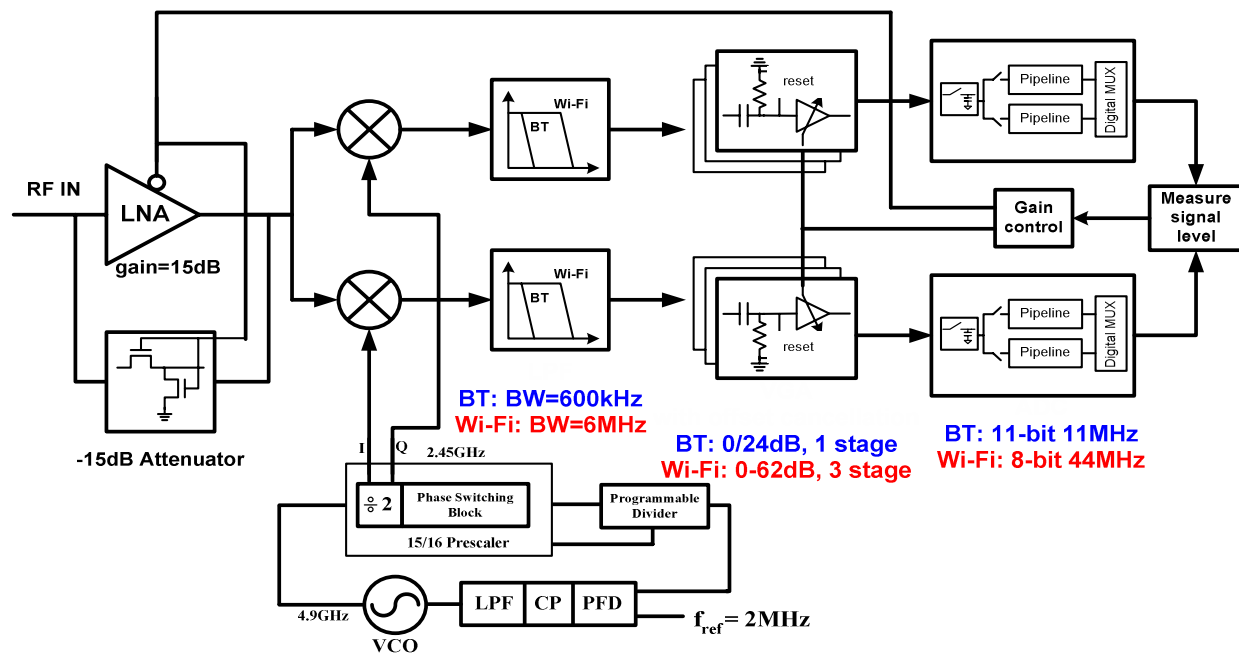 RF IN
LNA
gain=15dB
-15dB Attenuator
Wi-Fi
BT
Wi-Fi
BT
BT: BW=600kHz
Wi-Fi: BW=6MHz
reset
reset
BT: 0/24dB, 1 stage
Wi-Fi: 0-62dB, 3 stage
Pipeline
Pipeline
Digital MUX
Gain
control
Measure
signal
level
Pipeline
Pipeline
Digital MUX
BT: 11-bit 11MHz
Wi-Fi: 8-bit 44MHz
I
Q
2.45GHz
÷ 2
Phase Switching
Block
15/16 Prescaler
Programmable
Divider
4.9GHz
VCO
LPF
CP
PFD
fref = 2MHz